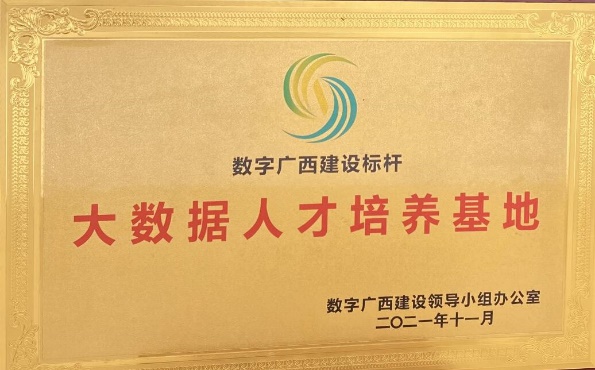 数字广西建设标杆
大数据人才培养基地
数字广西建设领导小组办公室
二〇二一年十一月